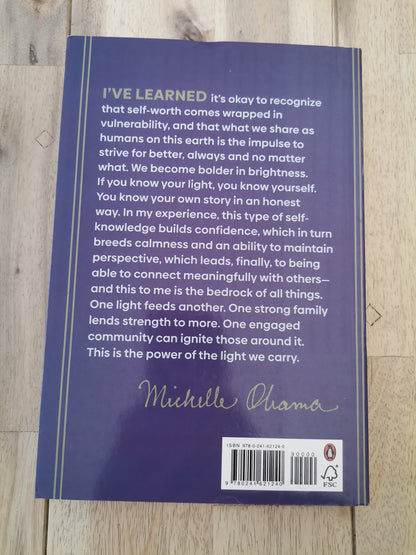 I'VE LEARNED it's okay to recognize
that self-worth comes wrapped in
vulnerability, and that what we share as
humans on this earth is the impulse to
strive for better, always and no matter
what. We become bolder in brightness.
If you know your light, you know yourself.
You know your own story in an honest
way. In my experience, this type of self-
knowledge builds confidence, which in turn
breeds calmness and an ability to maintain
perspective, which leads, finally, to being
able to connect meaningfully with others—
and this to me is the bedrock of all things.
One light feeds another. One strong family
lends strength to more. One engaged
community can ignite those around it.
This is the power of the light we carry.
Michelle Obama
ISBN 978-0-241-62124-0
90000
9 780241 621240
FSC